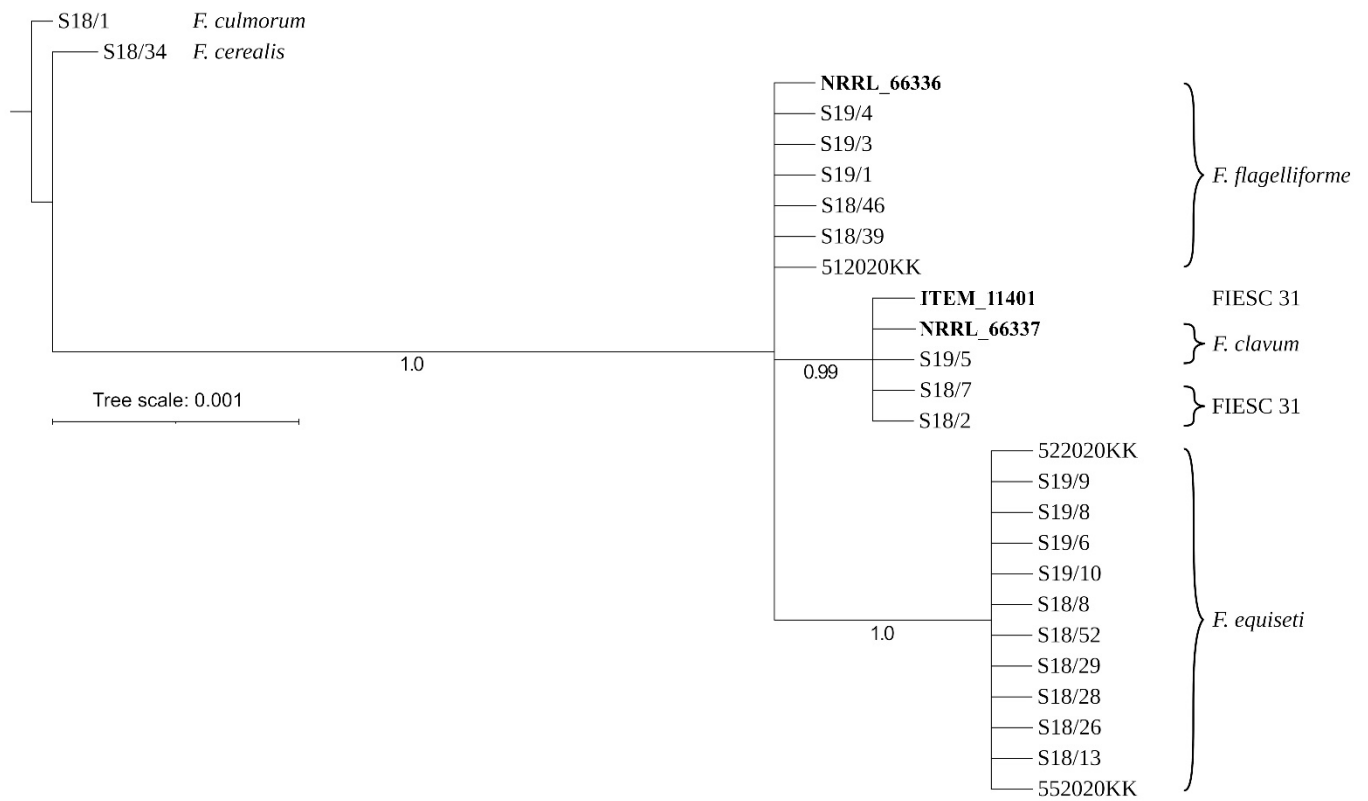 S18/1 F. culmorum
S18/34 F. cerealis
NRRL_66336
S19/4
S19/3
S19/1
F. flagelliforme
S18/46
S18/39
512020KK
ITEM_11401 FIESC 31
NRRL_66337
F. clavum
S19/5
1.0
0.99
S18/7
Tree scale: 0.001
FIESC 31
S18/2
522020KK
S19/9
S19/8
S19/6
S19/10
S18/8
F. equiseti
1.0
S18/52
S18/29
S18/28
S18/26
S18/13
552020KK